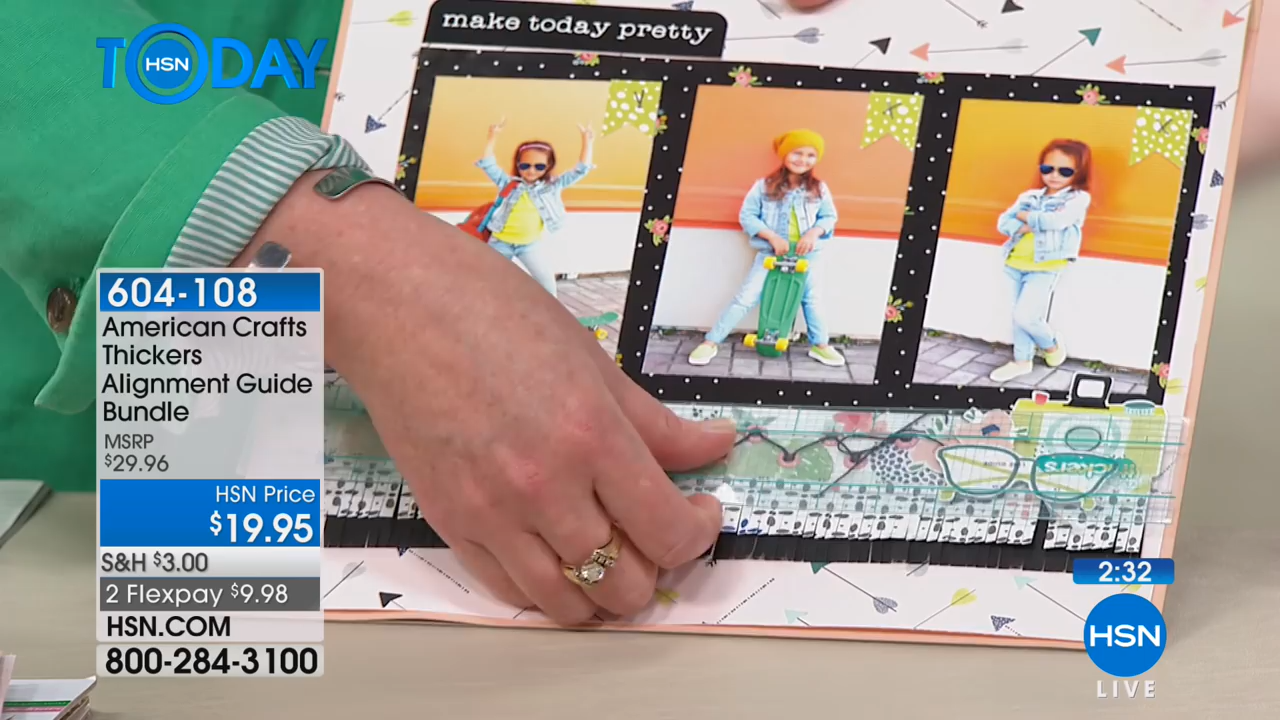 make today pretty
HSN
TODAY
604-108
American Crafts
Thickers
Alignment Guide
Bundle
MSRP
$29.96
HSN Price
$19.95
S&H $3.00
2 Flexpay $9.98
HSN.COM
800-284-3100
thickers
2:32
HSN
LIVE